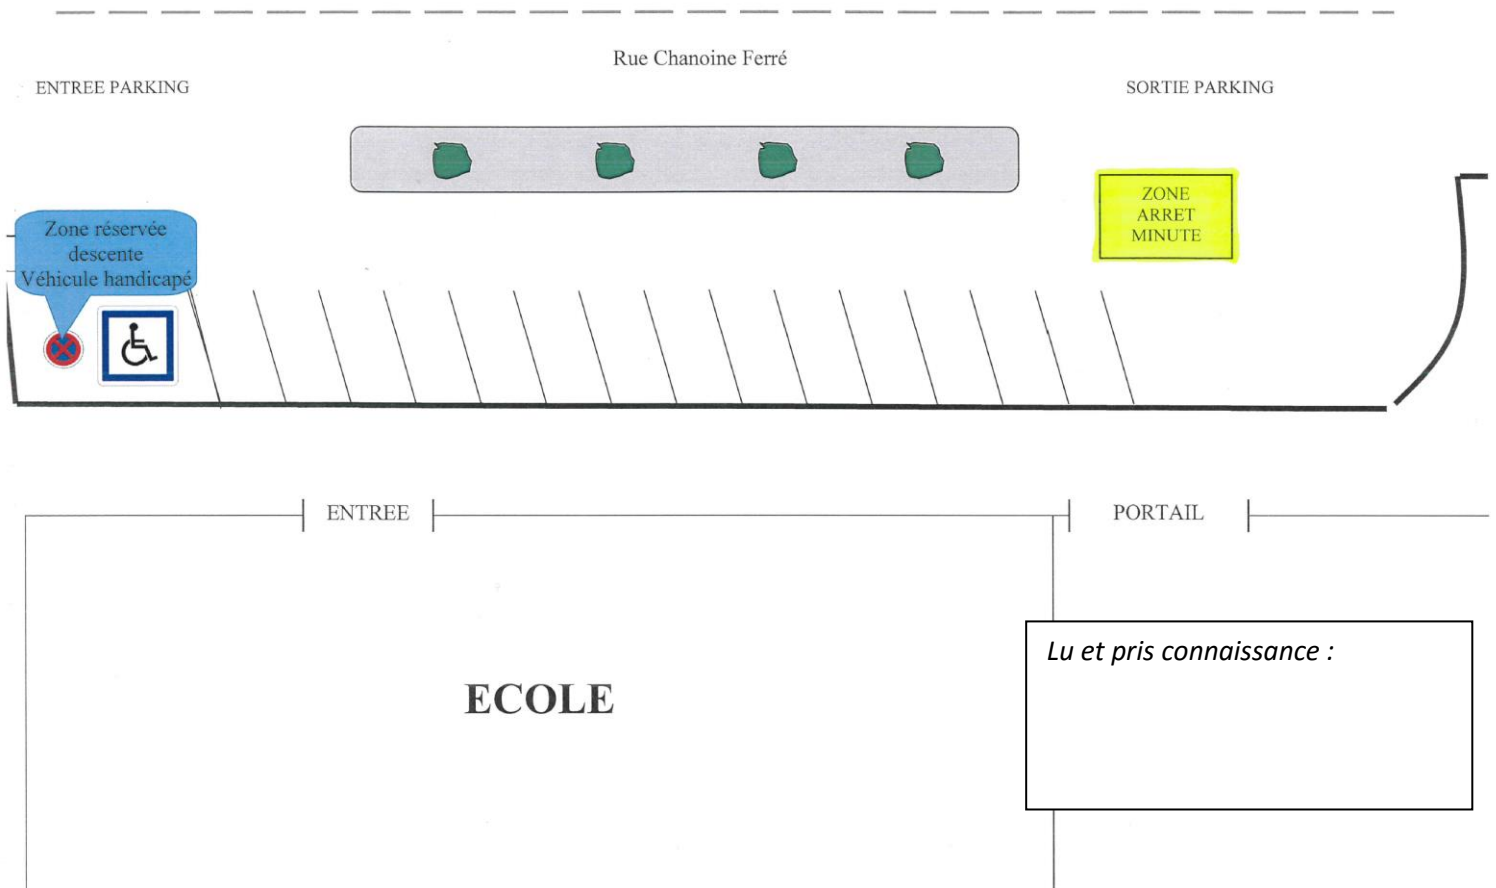 Rue Chanoine Ferré
ENTREE PARKING
SORTIE PARKING
ZONE
ARRET
MINUTE
Zone réservée
descente
Véhicule handicapé
ENTREE
PORTAIL
Lu et pris connaissance :
ECOLE